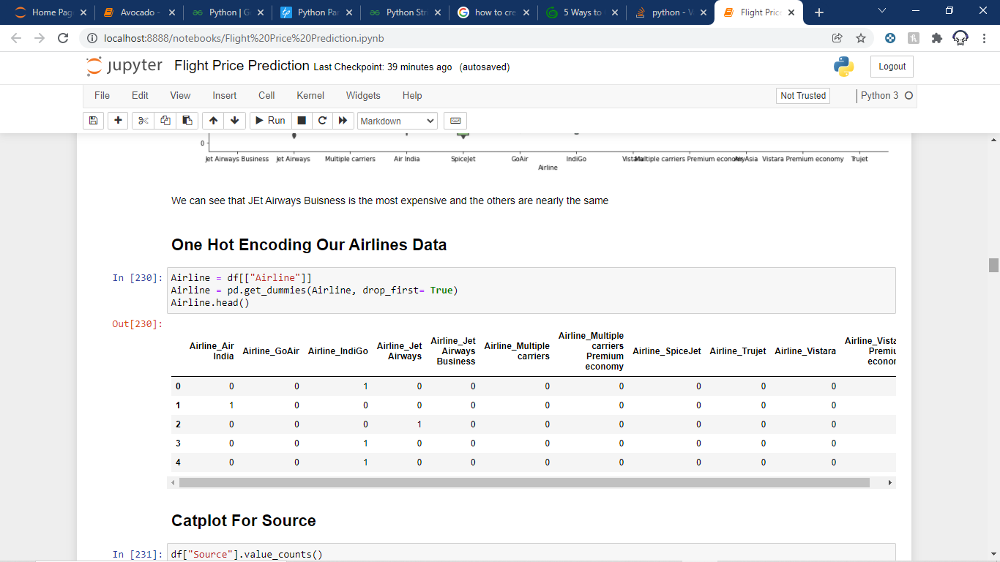 Home Pag
Avocado -
Python | G
Python Pa
Python Str
how to cre
5 Ways to
python - V
Flight Price
localhost:8888/notebooks/Flight%20Price%20Prediction.ipynb
jupyter Flight Price Prediction Last Checkpoint: 39 minutes ago (autosaved)
Logout
File Edit View Insert Cell Kernel Widgets Help
Not Trusted
Python 3
Run
Markdown
0
Jet Airways Business Jet Airways Multiple carriers Air India SpiceJet GoAir IndiGo Vistara Multiple carriers Premium economy AirAsia Vistara Premium economy Trujet
Airline
We can see that JEt Airways Buisness is the most expensive and the others are nearly the same
One Hot Encoding Our Airlines Data
In [230]: Airline = df[["Airline"]]
Airline = pd.get_dummies(Airline, drop_first= True)
Airline.head()
Out[230]:
Airline_Air India Airline_GoAir Airline_IndiGo Airline_Jet Airways Airline_Jet Airways Business Airline_Multiple carriers Airline_Multiple carriers Premium economy Airline_SpiceJet Airline_Trujet Airline_Vistara Airline_Vista Premiu econor
0 0 0 1 0 0 0 0 0 0 0
1 1 0 0 0 0 0 0 0 0 0
2 0 0 0 1 0 0 0 0 0 0
3 0 0 1 0 0 0 0 0 0 0
4 0 0 1 0 0 0 0 0 0 0
Catplot For Source
In [231]: df["Source"].value_counts()